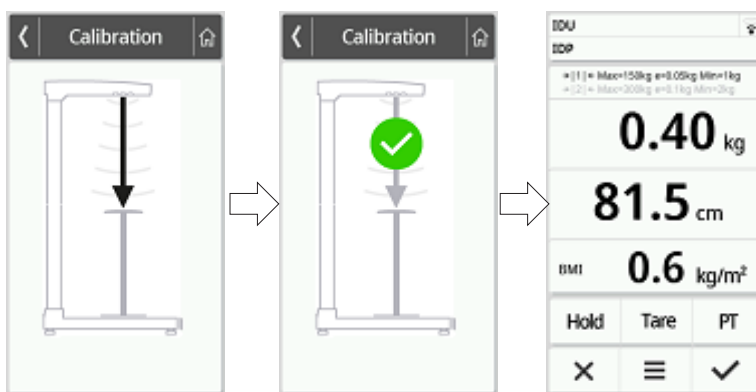 Calibration
Calibration
IDU
IDP
[1] Max=150kg e=0.05kg Min=1kg
[2] Max=300kg e=0.1kg Min=2kg
0.40 kg
81.5 cm
BMI 0.6 kg/m²
Hold Tare PT